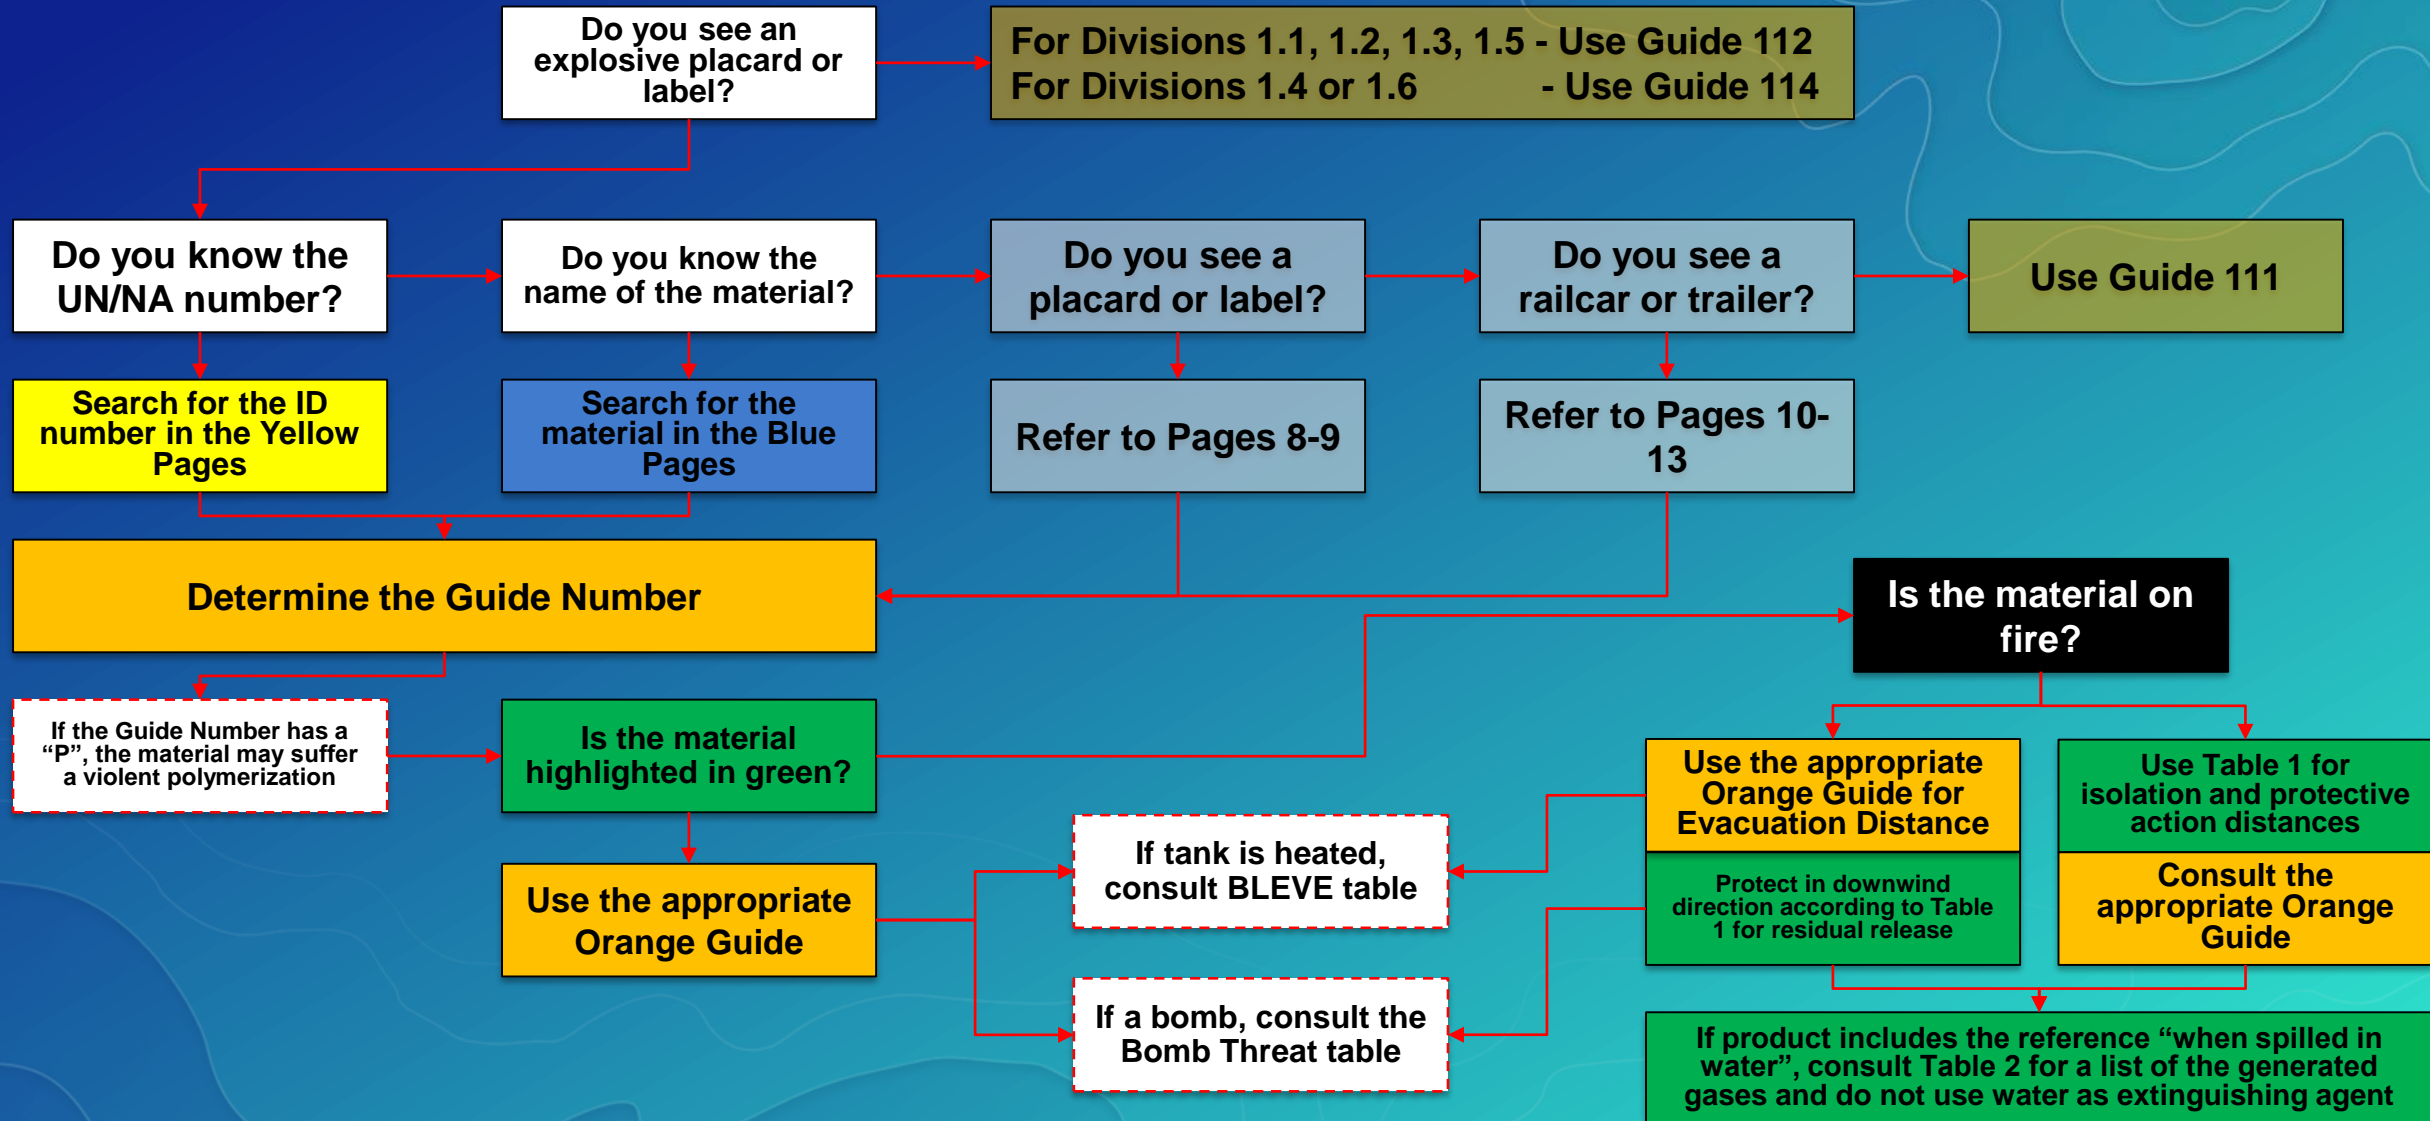 Do you see an
explosive placard or
label?
For Divisions 1.1, 1.2, 1.3, 1.5 - Use Guide 112
For Divisions 1.4 or 1.6 - Use Guide 114
Do you know the
UN/NA number?
Do you know the
name of the material?
Do you see a
placard or label?
Do you see a
railcar or trailer?
Use Guide 111
Search for the ID
number in the Yellow
Pages
Search for the
material in the Blue
Pages
Refer to Pages 8-9
Refer to Pages 10-
13
Determine the Guide Number
Is the material on
fire?
If the Guide Number has a
“P”, the material may suffer
a violent polymerization
Is the material
highlighted in green?
Use the appropriate
Orange Guide for
Evacuation Distance
Use Table 1 for
isolation and protective
action distances
If tank is heated,
consult BLEVE table
Use the appropriate
Orange Guide
Protect in downwind
direction according to Table
1 for residual release
Consult the
appropriate Orange
Guide
If a bomb, consult the
Bomb Threat table
If product includes the reference “when spilled in
water”, consult Table 2 for a list of the generated
gases and do not use water as extinguishing agent